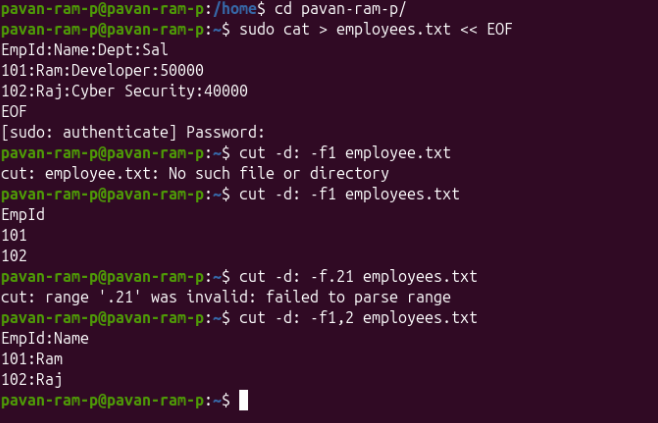 pavan-ram-p@pavan-ram-p:/home$ cd pavan-ram-p/
pavan-ram-p@pavan-ram-p:~$ sudo cat > employees.txt << EOF
EmpId:Name:Dept:Sal
101:Ram:Developer:50000
102:Raj:Cyber Security:40000
EOF
[sudo: authenticate] Password:
pavan-ram-p@pavan-ram-p:~$ cut -d: -f1 employee.txt
cut: employee.txt: No such file or directory
pavan-ram-p@pavan-ram-p:~$ cut -d: -f1 employees.txt
EmpId
101
102
pavan-ram-p@pavan-ram-p:~$ cut -d: -f.21 employees.txt
cut: range '.21' was invalid: failed to parse range
pavan-ram-p@pavan-ram-p:~$ cut -d: -f1,2 employees.txt
EmpId:Name
101:Ram
102:Raj
pavan-ram-p@pavan-ram-p:~$